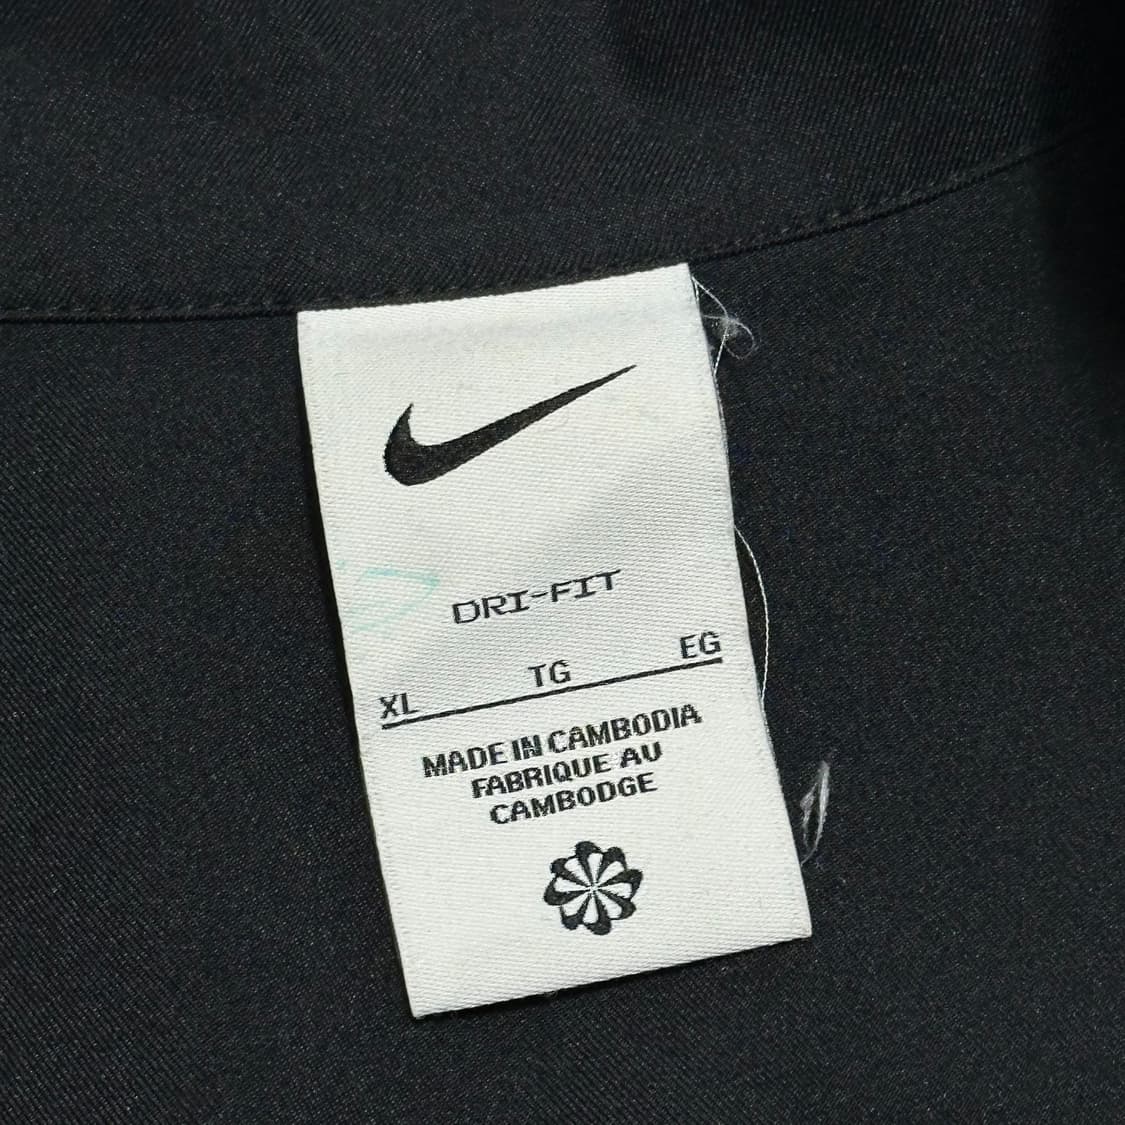 DRI-FIT
XL TG EG
MADE IN CAMBODIA
FABRIQUE AU
CAMBODGE